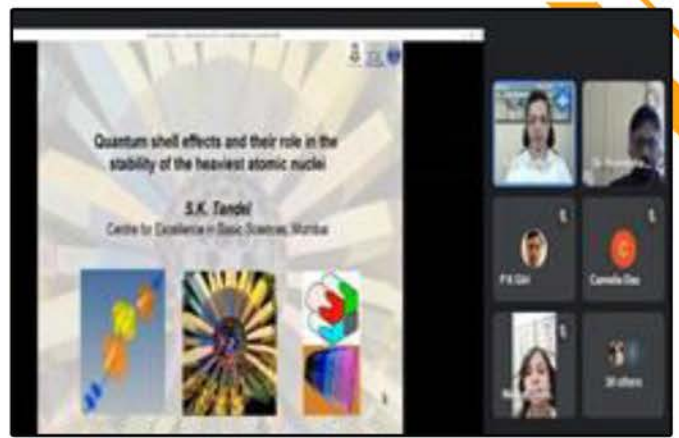 Quantum shell effects and their role in the
stability of the heaviest atomic nuclei
S.K. Tandel
Centre for Excellence in Basic Sciences, Mumbai
P K Giri
C
Camelia Das
38 others